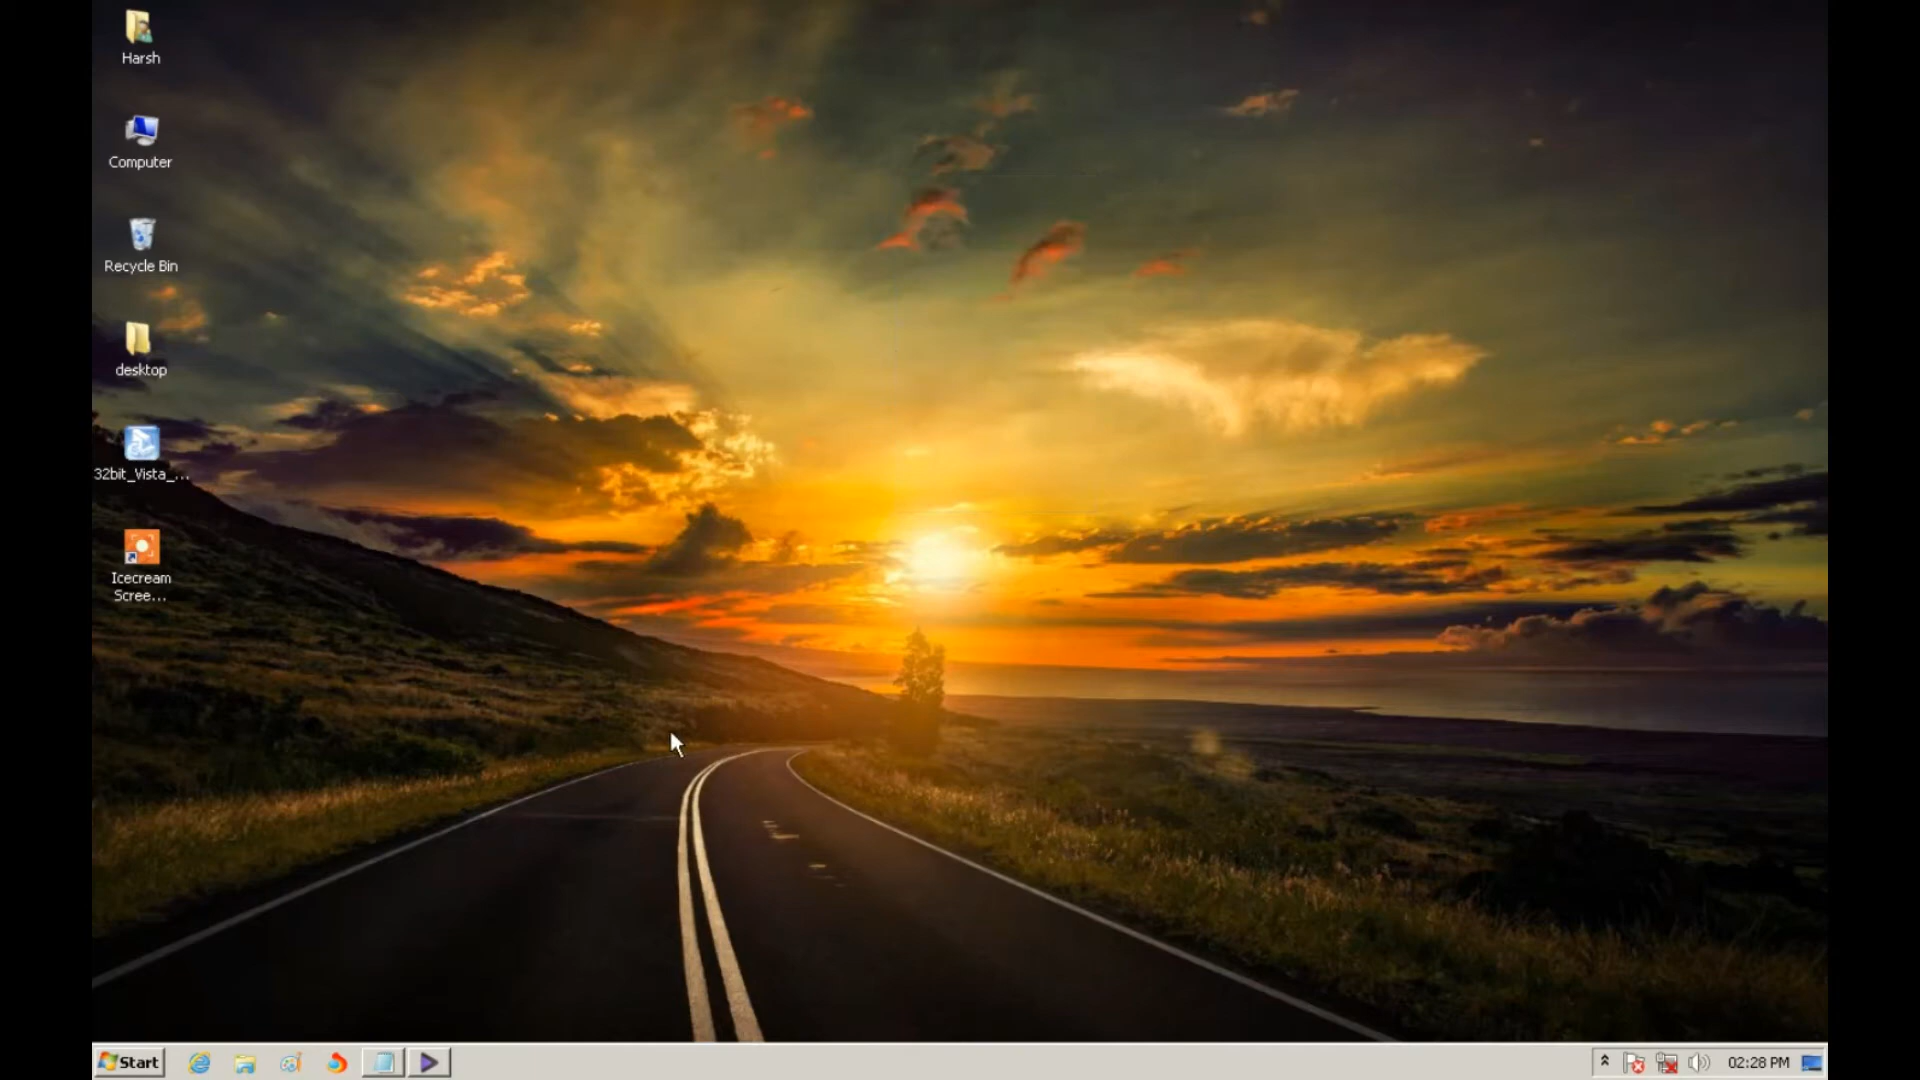 Harsh
Computer
Recycle Bin
desktop
32bit_Vista_...
Icecream
Scree...
Start
02:28 PM